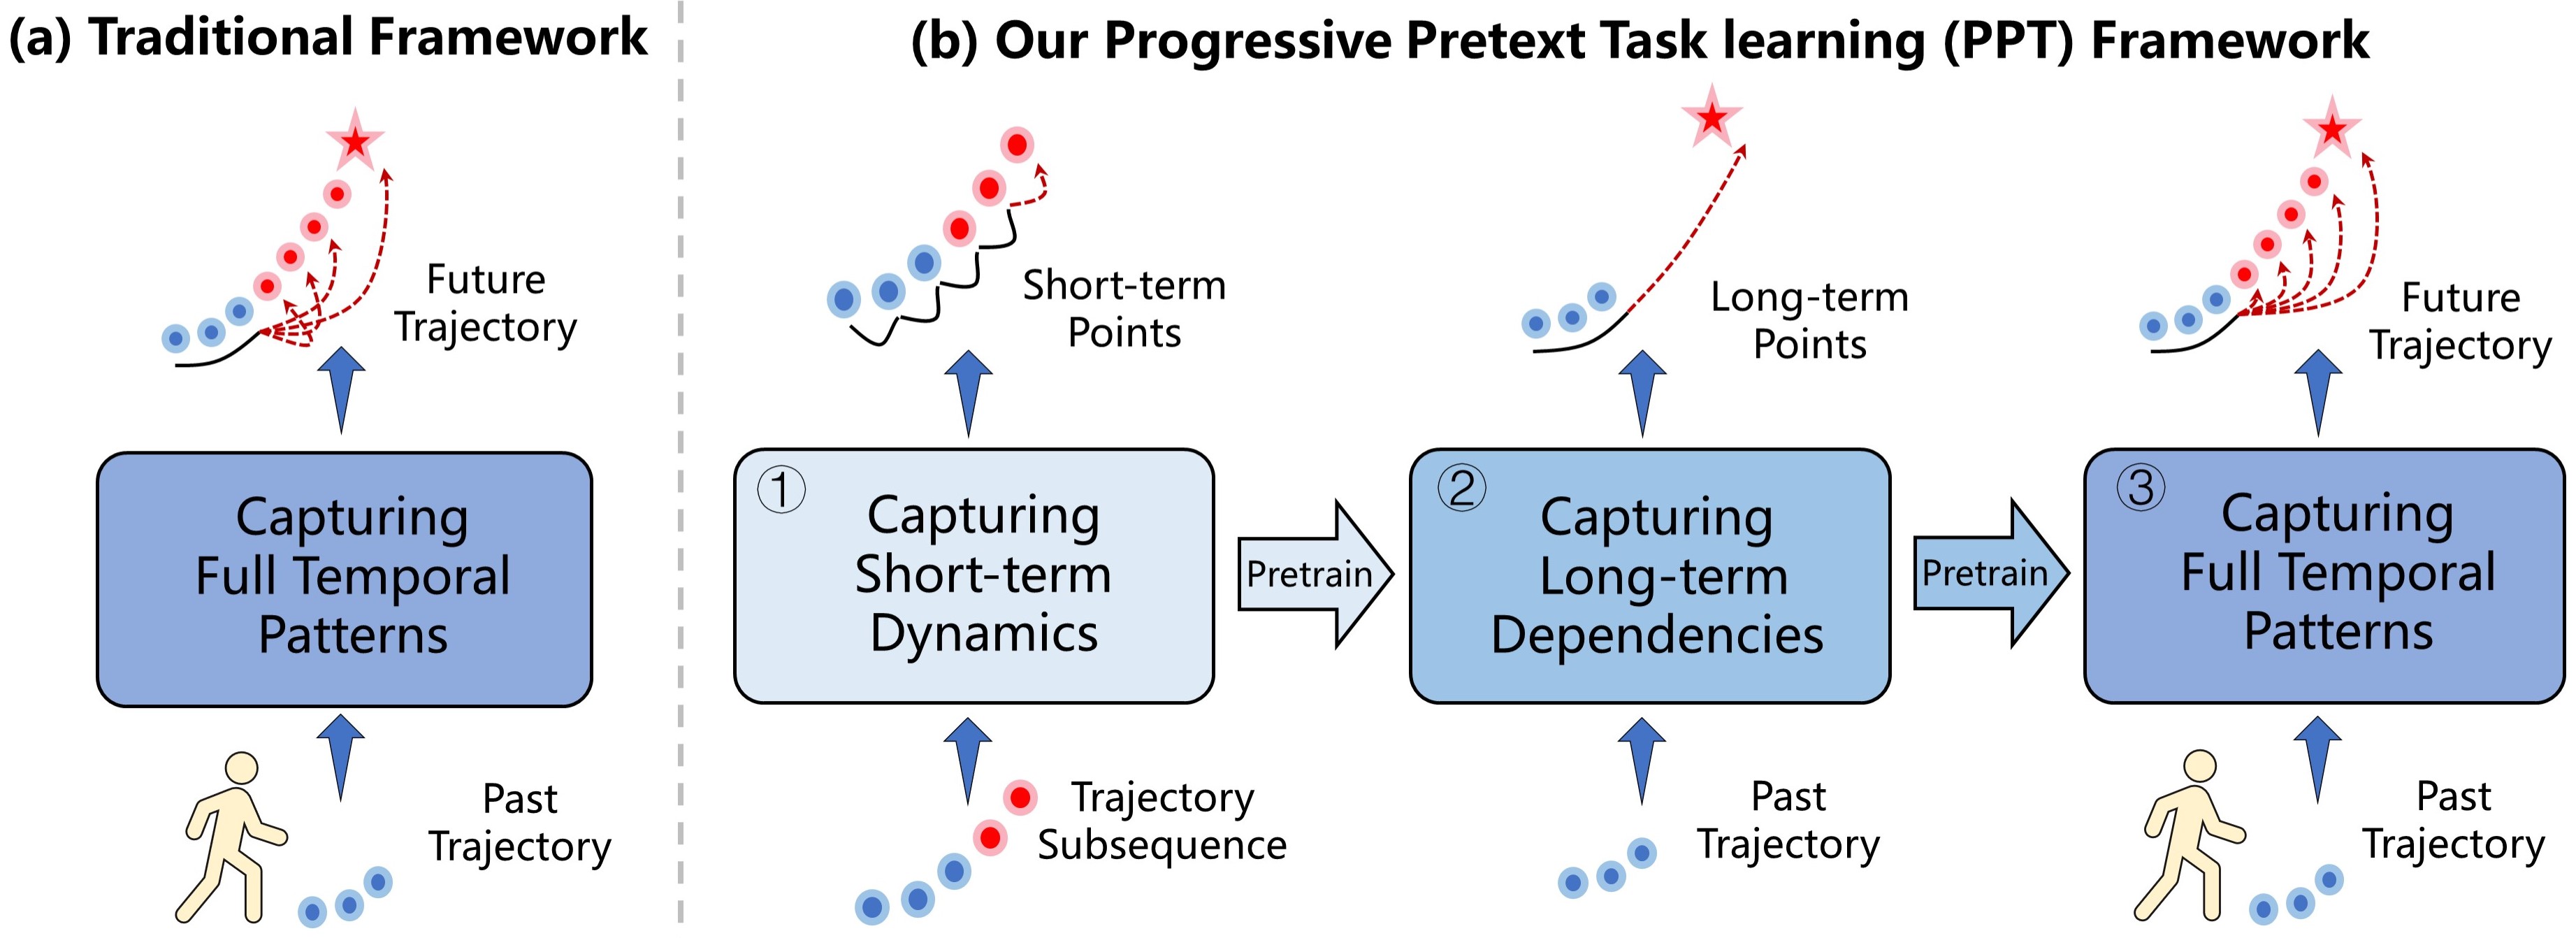 (a) Traditional Framework
Future
Trajectory
Capturing
Full Temporal
Patterns
Past
Trajectory
(b) Our Progressive Pretext Task learning (PPT) Framework
Short-term
Points
①
Capturing
Short-term
Dynamics
Trajectory
Subsequence
Pretrain
Long-term
Points
②
Capturing
Long-term
Dependencies
Past
Trajectory
Pretrain
Future
Trajectory
③
Capturing
Full Temporal
Patterns
Past
Trajectory